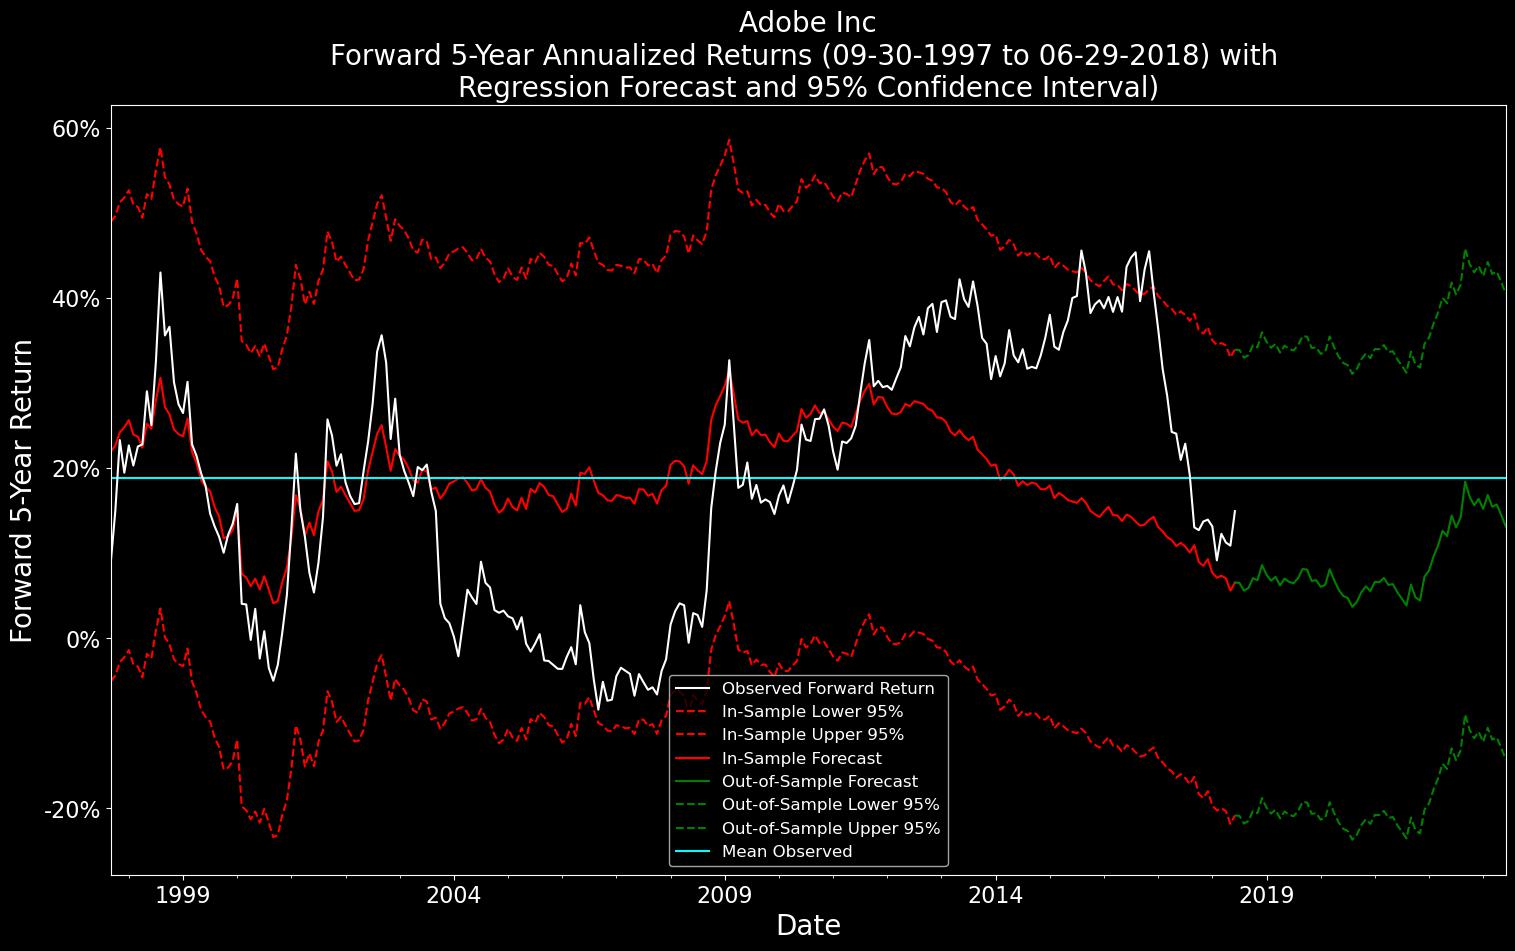 Adobe Inc
Forward 5-Year Annualized Returns (09-30-1997 to 06-29-2018) with
Regression Forecast and 95% Confidence Interval)
Forward 5-Year Return
60%
40%
20%
0%
-20%
Observed Forward Return
In-Sample Lower 95%
In-Sample Upper 95%
In-Sample Forecast
Out-of-Sample Forecast
Out-of-Sample Lower 95%
Out-of-Sample Upper 95%
Mean Observed
1999 2004 2009 2014 2019
Date